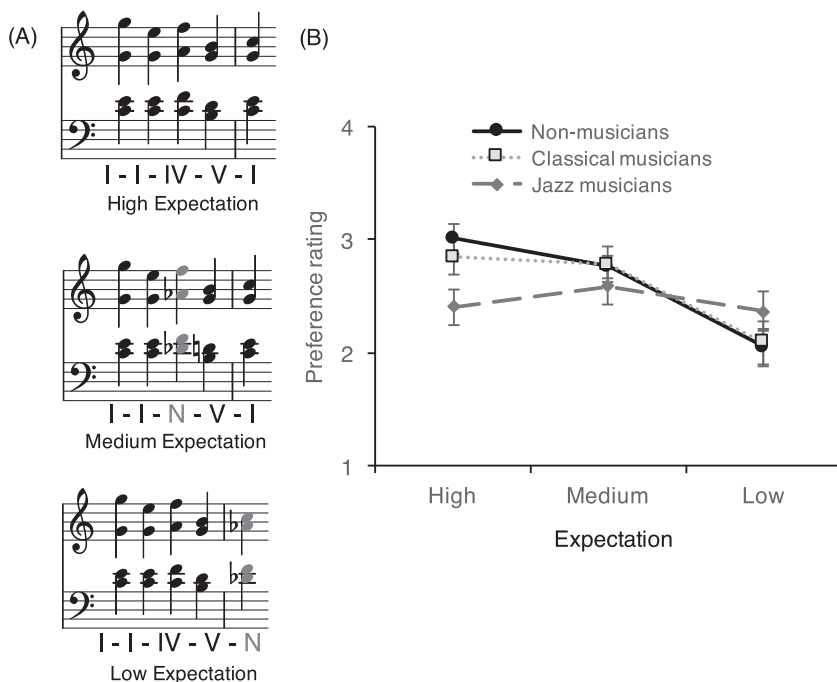 (A)
I - I - IV - V - I
High Expectation
I - I - N - V - I
Medium Expectation
I - I - IV - V - N
Low Expectation
(B)
Non-musicians
Classical musicians
Jazz musicians
Preference rating
4
3
2
1
High Medium Low
Expectation